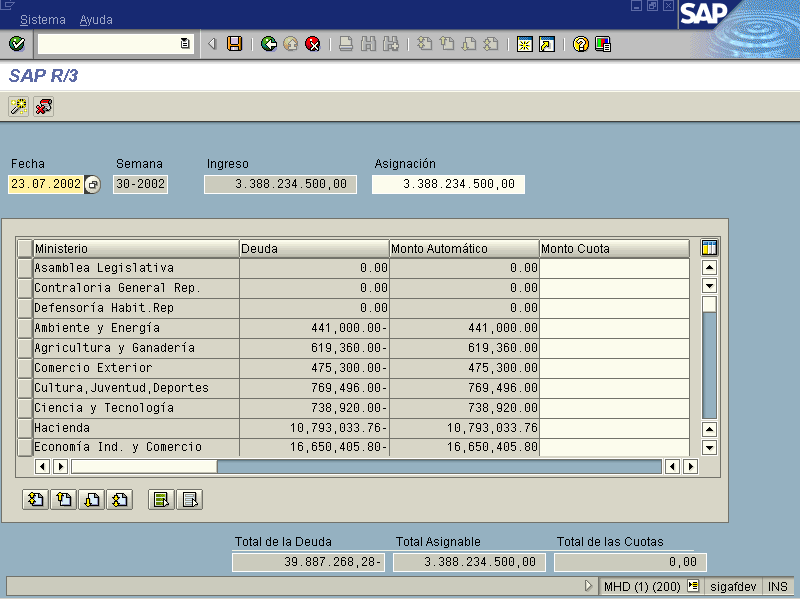 Sistema Ayuda
SAP
SAP R/3
Fecha Semana Ingreso Asignación
23.07.2002 30-2002 3.388.234.500,00 3.388.234.500,00
Ministerio Deuda Monto Automático Monto Cuota
Asamblea Legislativa 0.00 0.00
Contraloria General Rep. 0.00 0.00
Defensoría Habit.Rep 0.00 0.00
Ambiente y Energía 441,000.00- 441,000.00
Agricultura y Ganadería 619,360.00- 619,360.00
Comercio Exterior 475,300.00- 475,300.00
Cultura,Juventud,Deportes 769,496.00- 769,496.00
Ciencia y Tecnología 738,920.00- 738,920.00
Hacienda 10,793,033.76- 10,793,033.76
Economía Ind. y Comercio 16,650,405.80- 16,650,405.80
Total de la Deuda Total Asignable Total de las Cuotas
39.887.268,28- 3.388.234.500,00 0,00
MHD (1) (200) sigafdev INS